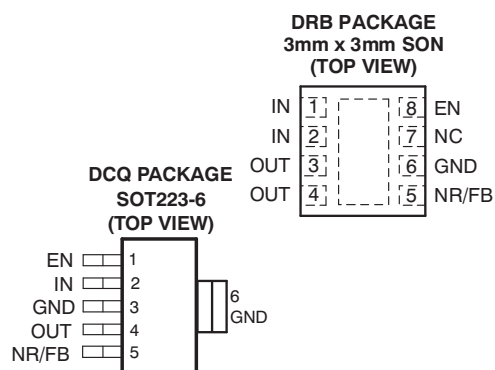 DRB PACKAGE
3mm x 3mm SON
(TOP VIEW)
IN 1 8 EN
IN 2 7 NC
OUT 3 6 GND
OUT 4 5 NR/FB
DCQ PACKAGE
SOT223-6
(TOP VIEW)
EN 1
IN 2
GND 3
OUT 4
NR/FB 5
6
GND